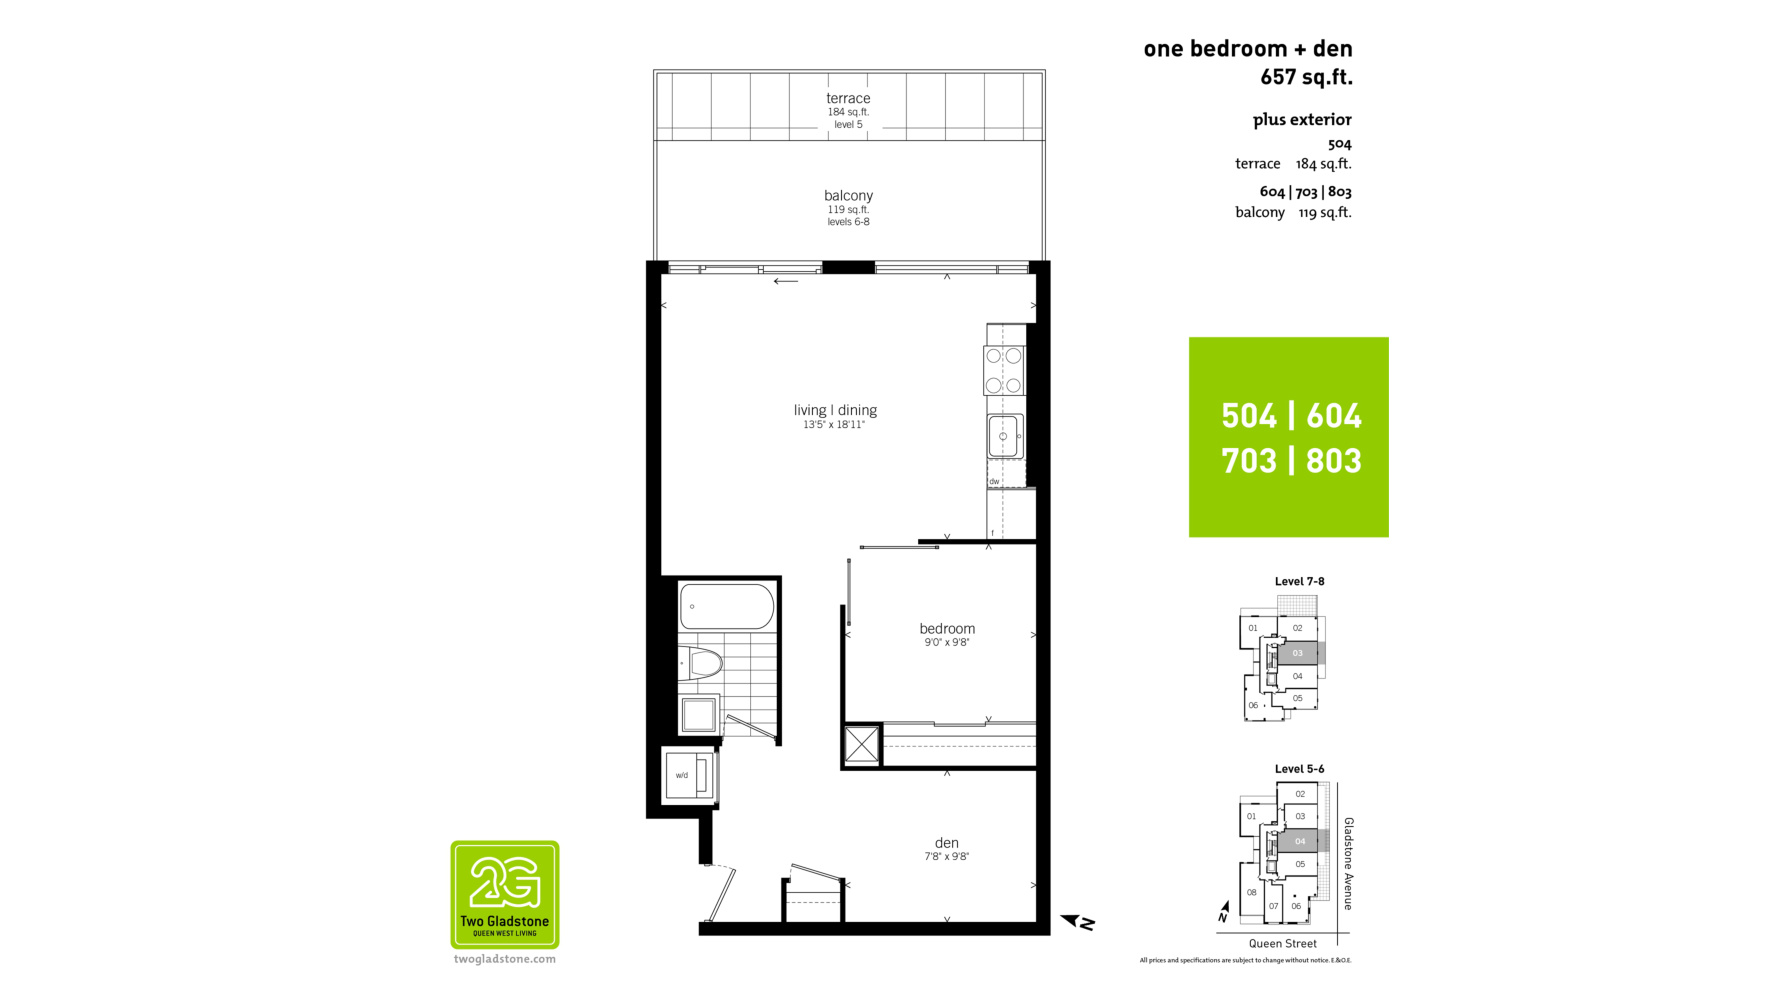 one bedroom + den
657 sq.ft.
plus exterior
504
terrace 184 sq.ft.
604 | 703 | 803
balcony 119 sq.ft.
terrace
184 sq.ft.
level 5
balcony
119 sq.ft.
levels 6-8
living | dining
13'5" x 18'11"
dw
f
bedroom
9'0" x 9'8"
w/d
den
7'8" x 9'8"
N
504 | 604
703 | 803
Level 7-8
01
02
03
04
05
06
Level 5-6
02
01
03
04
05
08
07
06
N
Gladstone Avenue
Queen Street
All prices and specifications are subject to change without notice. E.&O.E.
2G
Two Gladstone
QUEEN WEST LIVING
twogladstone.com